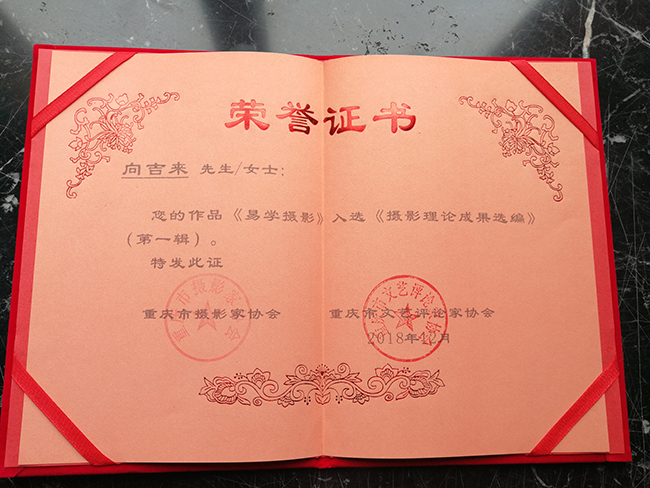 荣誉证书
向吉来 先生/女士：
您的作品《易学摄影》入选《摄影理论成果选编》
（第一辑）。
特发此证
重庆市摄影家协会 重庆市文艺评论家协会
2018年12月